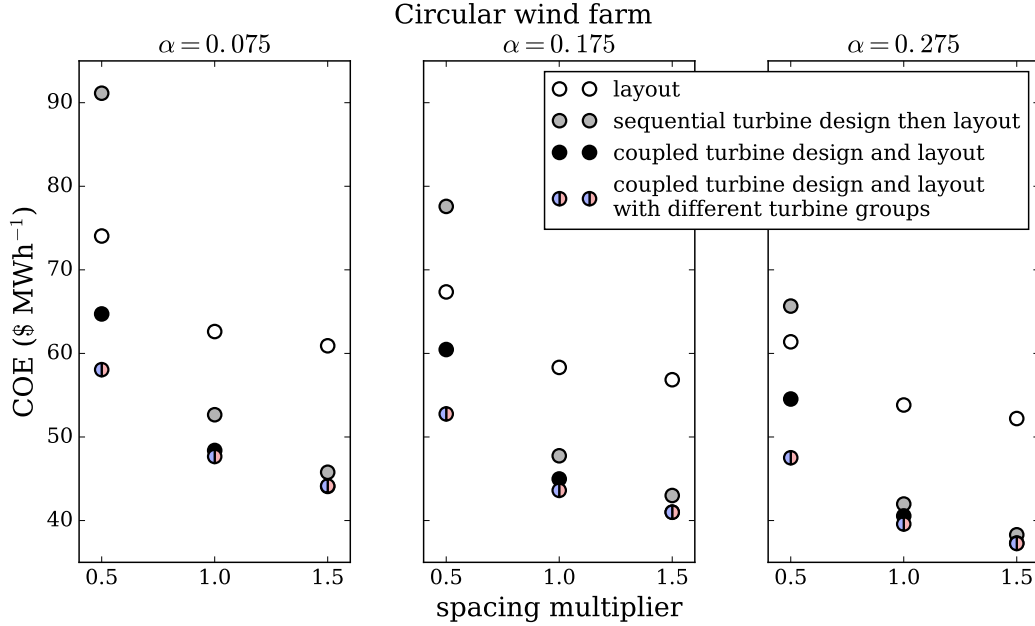 Circular wind farm
α = 0.075
α = 0.175
α = 0.275
layout
sequential turbine design then layout
coupled turbine design and layout
coupled turbine design and layout
with different turbine groups
COE ($ MWh⁻¹)
90
80
70
60
50
40
0.5 1.0 1.5
0.5 1.0 1.5
0.5 1.0 1.5
spacing multiplier